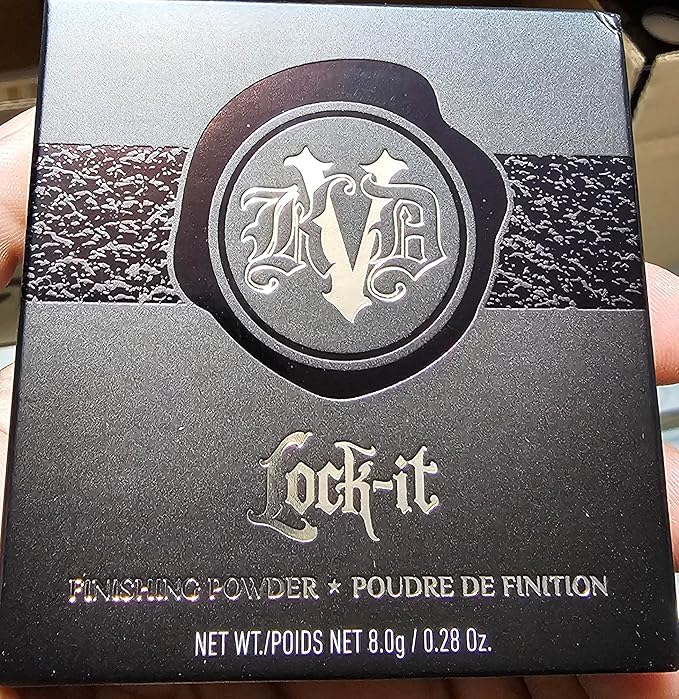 KVD
Lock-it
FINISHING POWDER ★ POUDRE DE FINITION
NET WT./POIDS NET 8.0g / 0.28 Oz.